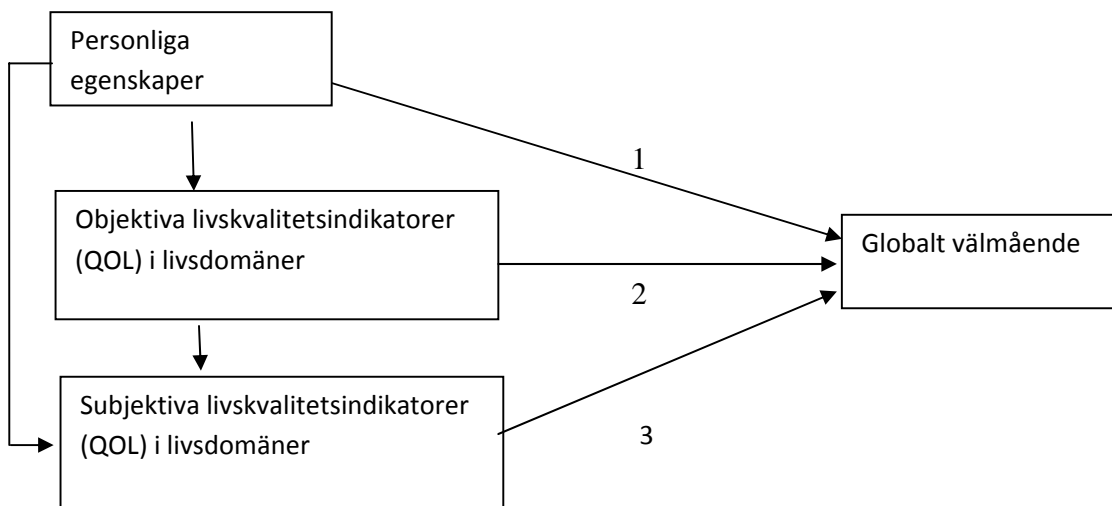 Personliga
egenskaper
1
Objektiva livskvalitetsindikatorer
(QOL) i livsdomäner
Globalt välmående
2
Subjektiva livskvalitetsindikatorer
(QOL) i livsdomäner
3